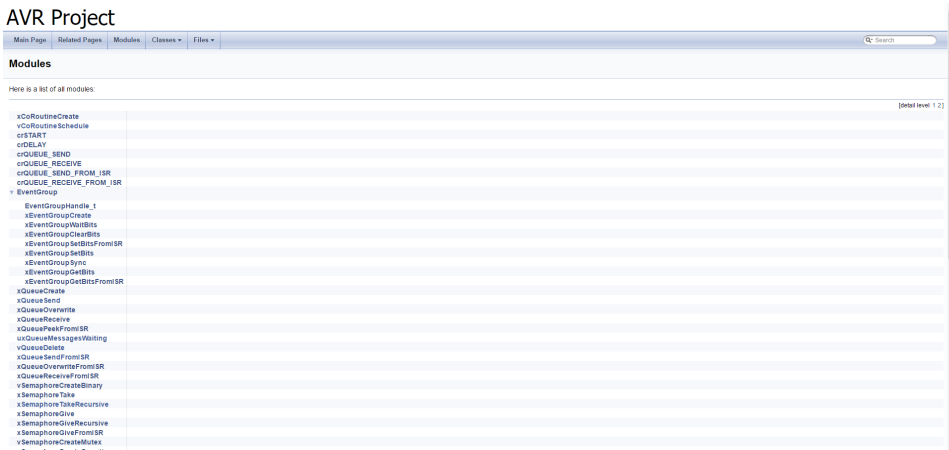 AVR Project
Main Page Related Pages Modules Classes Files
Search
Modules
Here is a list of all modules:
[detail level 1 2]
xCoRoutineCreate
vCoRoutineSchedule
crSTART
crDELAY
crQUEUE_SEND
crQUEUE_RECEIVE
crQUEUE_SEND_FROM_ISR
crQUEUE_RECEIVE_FROM_ISR
EventGroup
EventGroupHandle_t
xEventGroupCreate
xEventGroupWaitBits
xEventGroupClearBits
xEventGroupSetBitsFromISR
xEventGroupSetBits
xEventGroupSync
xEventGroupGetBits
xEventGroupGetBitsFromISR
xQueueCreate
xQueueSend
xQueueOverwrite
xQueueReceive
xQueuePeekFromISR
uxQueueMessagesWaiting
vQueueDelete
xQueueSendFromISR
xQueueOverwriteFromISR
xQueueReceiveFromISR
vSemaphoreCreateBinary
xSemaphoreTake
xSemaphoreTakeRecursive
xSemaphoreGive
xSemaphoreGiveRecursive
xSemaphoreGiveFromISR
vSemaphoreCreateMutex